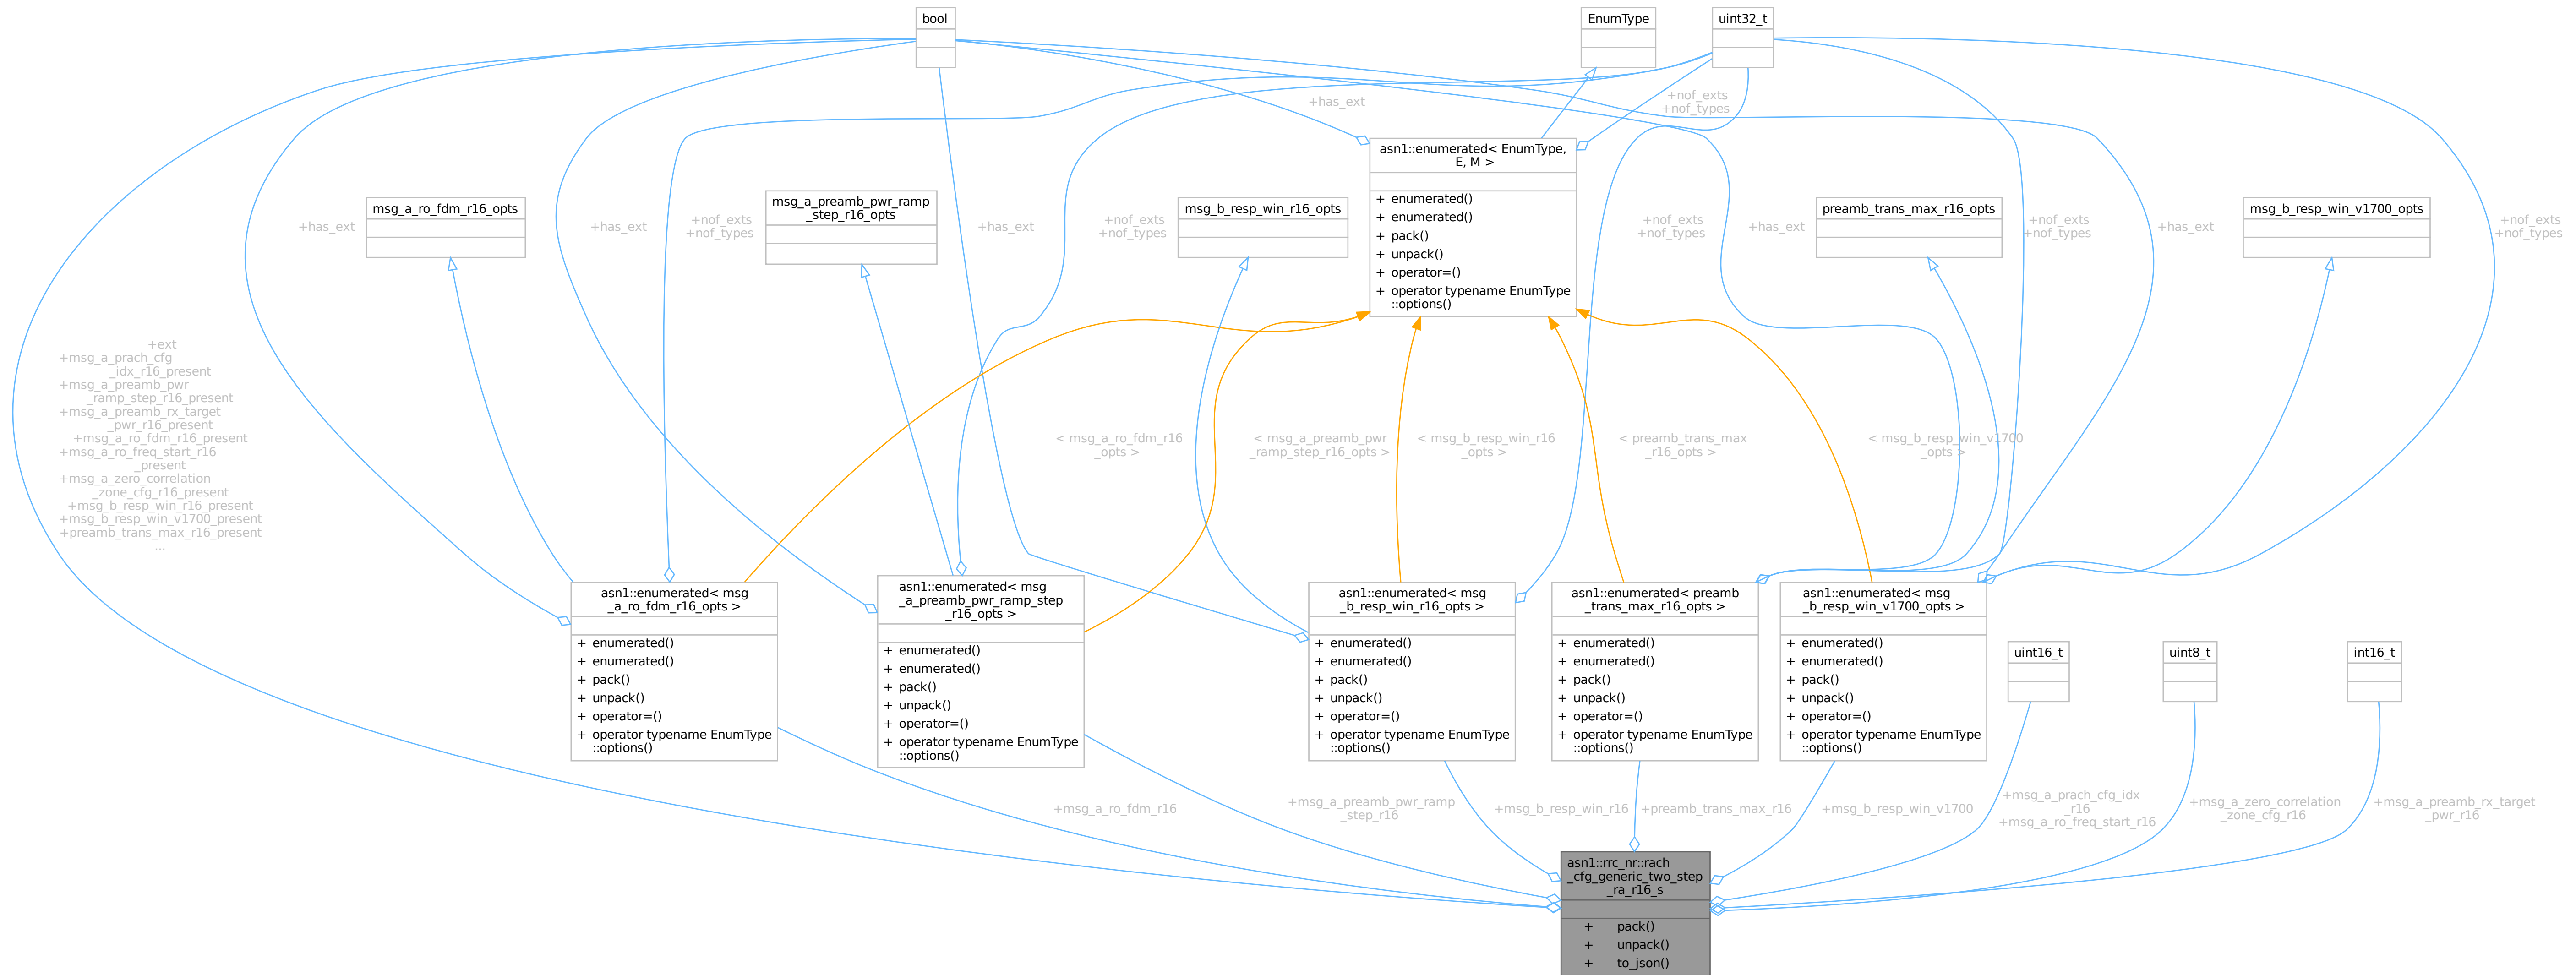 bool
EnumType
uint32_t
+has_ext
+nof_exts
+nof_types
asn1::enumerated< EnumType,
E, M >
+ enumerated()
+ enumerated()
+ pack()
+ unpack()
+ operator=()
+ operator typename EnumType
::options()
msg_a_ro_fdm_r16_opts
msg_a_preamb_pwr_ramp
_step_r16_opts
msg_b_resp_win_r16_opts
preamb_trans_max_r16_opts
msg_b_resp_win_v1700_opts
+has_ext
+has_ext
+nof_exts
+nof_types
+has_ext
+nof_exts
+nof_types
+nof_exts
+nof_types
+has_ext
+nof_exts
+nof_types
+has_ext
+nof_exts
+nof_types
+ext
+msg_a_prach_cfg
_idx_r16_present
+msg_a_preamb_pwr
_ramp_step_r16_present
+msg_a_preamb_rx_target
_pwr_r16_present
+msg_a_ro_fdm_r16_present
+msg_a_ro_freq_start_r16
_present
+msg_a_zero_correlation
_zone_cfg_r16_present
+msg_b_resp_win_r16_present
+msg_b_resp_win_v1700_present
+preamb_trans_max_r16_present
...
< msg_a_ro_fdm_r16
_opts >
< msg_a_preamb_pwr
_ramp_step_r16_opts >
< msg_b_resp_win_r16
_opts >
< preamb_trans_max
_r16_opts >
< msg_b_resp_win_v1700
_opts >
asn1::enumerated< msg
_a_ro_fdm_r16_opts >
+ enumerated()
+ enumerated()
+ pack()
+ unpack()
+ operator=()
+ operator typename EnumType
::options()
asn1::enumerated< msg
_a_preamb_pwr_ramp_step
_r16_opts >
+ enumerated()
+ enumerated()
+ pack()
+ unpack()
+ operator=()
+ operator typename EnumType
::options()
asn1::enumerated< msg
_b_resp_win_r16_opts >
+ enumerated()
+ enumerated()
+ pack()
+ unpack()
+ operator=()
+ operator typename EnumType
::options()
asn1::enumerated< preamb
_trans_max_r16_opts >
+ enumerated()
+ enumerated()
+ pack()
+ unpack()
+ operator=()
+ operator typename EnumType
::options()
asn1::enumerated< msg
_b_resp_win_v1700_opts >
+ enumerated()
+ enumerated()
+ pack()
+ unpack()
+ operator=()
+ operator typename EnumType
::options()
uint16_t
uint8_t
int16_t
+msg_a_ro_fdm_r16
+msg_a_preamb_pwr_ramp
_step_r16
+msg_b_resp_win_r16
+preamb_trans_max_r16
+msg_b_resp_win_v1700
+msg_a_prach_cfg_idx
_r16
+msg_a_ro_freq_start_r16
+msg_a_zero_correlation
_zone_cfg_r16
+msg_a_preamb_rx_target
_pwr_r16
asn1::rrc_nr::rach
_cfg_generic_two_step
_ra_r16_s
+ pack()
+ unpack()
+ to_json()